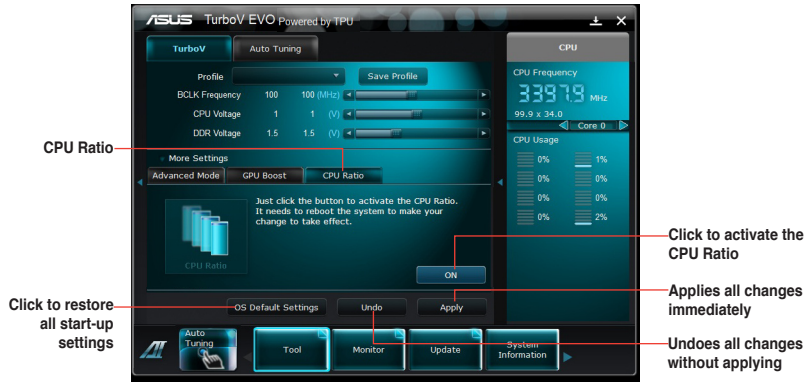 ASUS TurboV EVO Powered by TPU
TurboV
Auto Tuning
Profile
Save Profile
BCLK Frequency 100 100 (MHz)
CPU Voltage 1 1 (V)
DDR Voltage 1.5 1.5 (V)
More Settings
Advanced Mode
GPU Boost
CPU Ratio
Just click the button to activate the CPU Ratio.
It needs to reboot the system to make your
change to take effect.
CPU Ratio
ON
OS Default Settings
Undo
Apply
Auto
Tuning
Tool
Monitor
Update
System
Information
CPU
CPU Frequency
3397.9 MHz
99.9 x 34.0
Core 0
CPU Usage
0% 1%
0% 0%
0% 0%
0% 2%
CPU Ratio
Click to restore
all start-up
settings
Click to activate the
CPU Ratio
Applies all changes
immediately
Undoes all changes
without applying